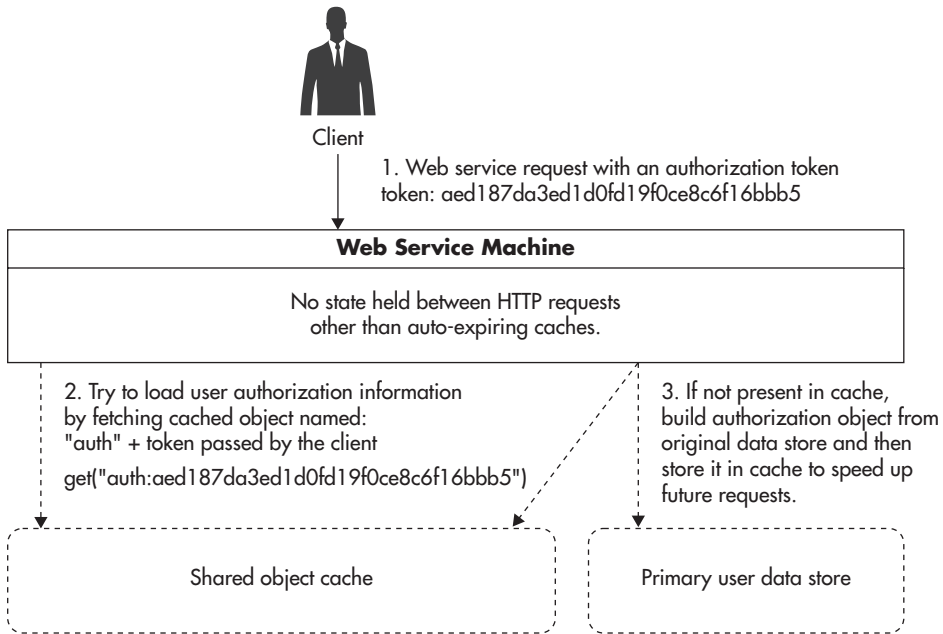 Client
1. Web service request with an authorization token
token: aed187da3ed1d0fd19f0ce8c6f16bbb5
Web Service Machine
No state held between HTTP requests
other than auto-expiring caches.
2. Try to load user authorization information
by fetching cached object named:
"auth" + token passed by the client
get("auth:aed187da3ed1d0fd19f0ce8c6f16bbb5")
3. If not present in cache,
build authorization object from
original data store and then
store it in cache to speed up
future requests.
Shared object cache
Primary user data store